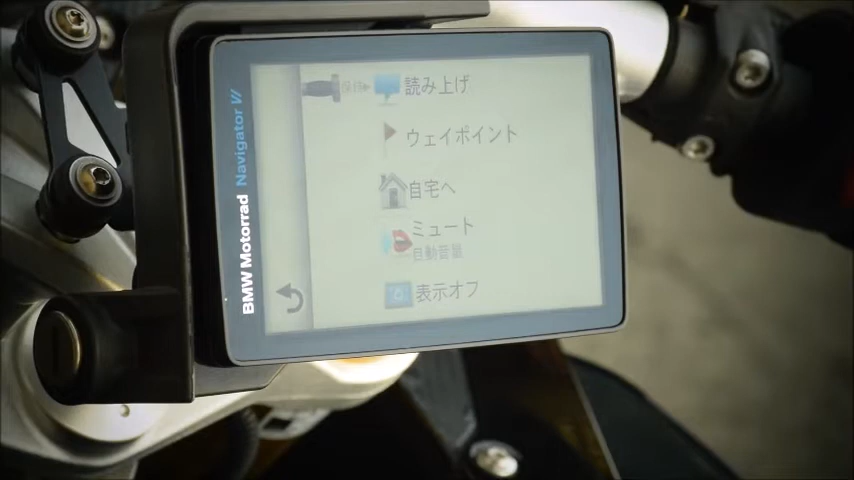 BMW Motorrad Navigator VI
読み上げ
ウェイポイント
自宅へ
ミュート
自動音量
表示オフ